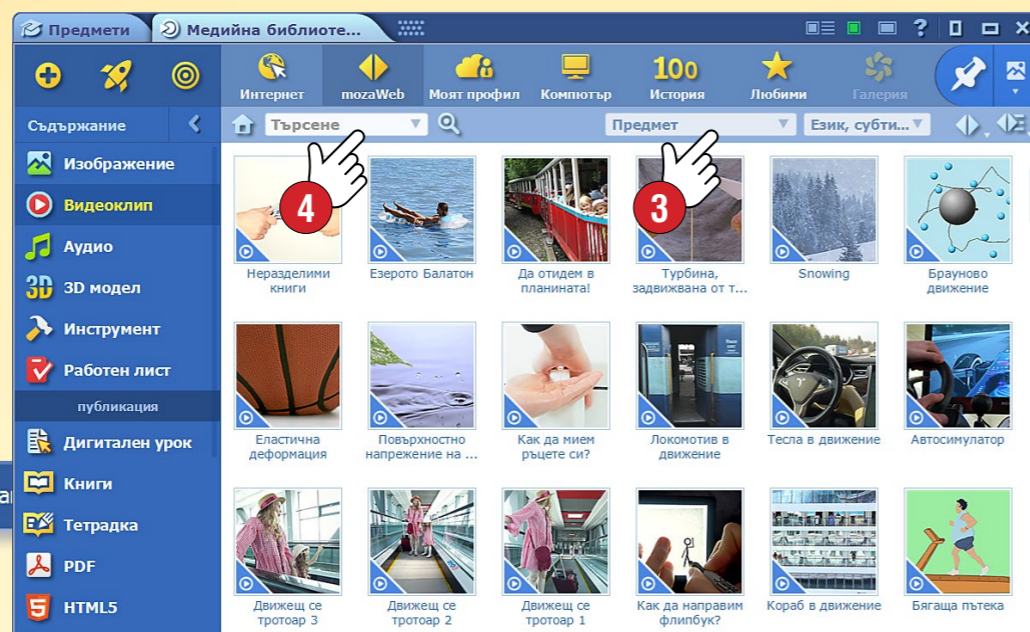 Предмети
Медийна библиоте...
?
Интернет
mozaWeb
Моят профил
Компютър
100
История
Любими
Галерия
Съдържание
Търсене
Предмет
Език, субти...
4
3
Изображение
Видеоклип
Аудио
3D
3D модел
Инструмент
Работен лист
публикация
Дигитален урок
Книги
Тетрадка
PDF
5
HTML5
Неразделими
книги
Езерото Балатон
Да отидем в
планината!
Турбина,
задвижвана от т...
Snowing
Брауново
движение
Еластична
деформация
Повърхностно
напрежение на ...
Как да мием
ръцете си?
Локомотив в
движение
Тесла в движение
Автосимулатор
Движещ се
тротоар 3
Движещ се
тротоар 2
Движещ се
тротоар 1
Как да направим
флипбук?
Кораб в движение
Бягаща пътека